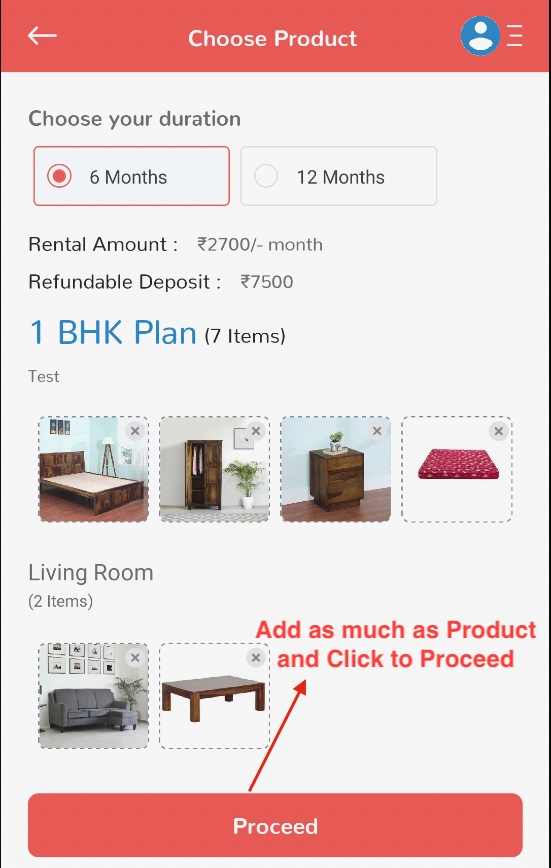 Choose Product
Choose your duration
6 Months
12 Months
Rental Amount : ₹2700/- month
Refundable Deposit : ₹7500
1 BHK Plan (7 Items)
Test
Living Room
(2 Items)
Add as much as Product
and Click to Proceed
Proceed